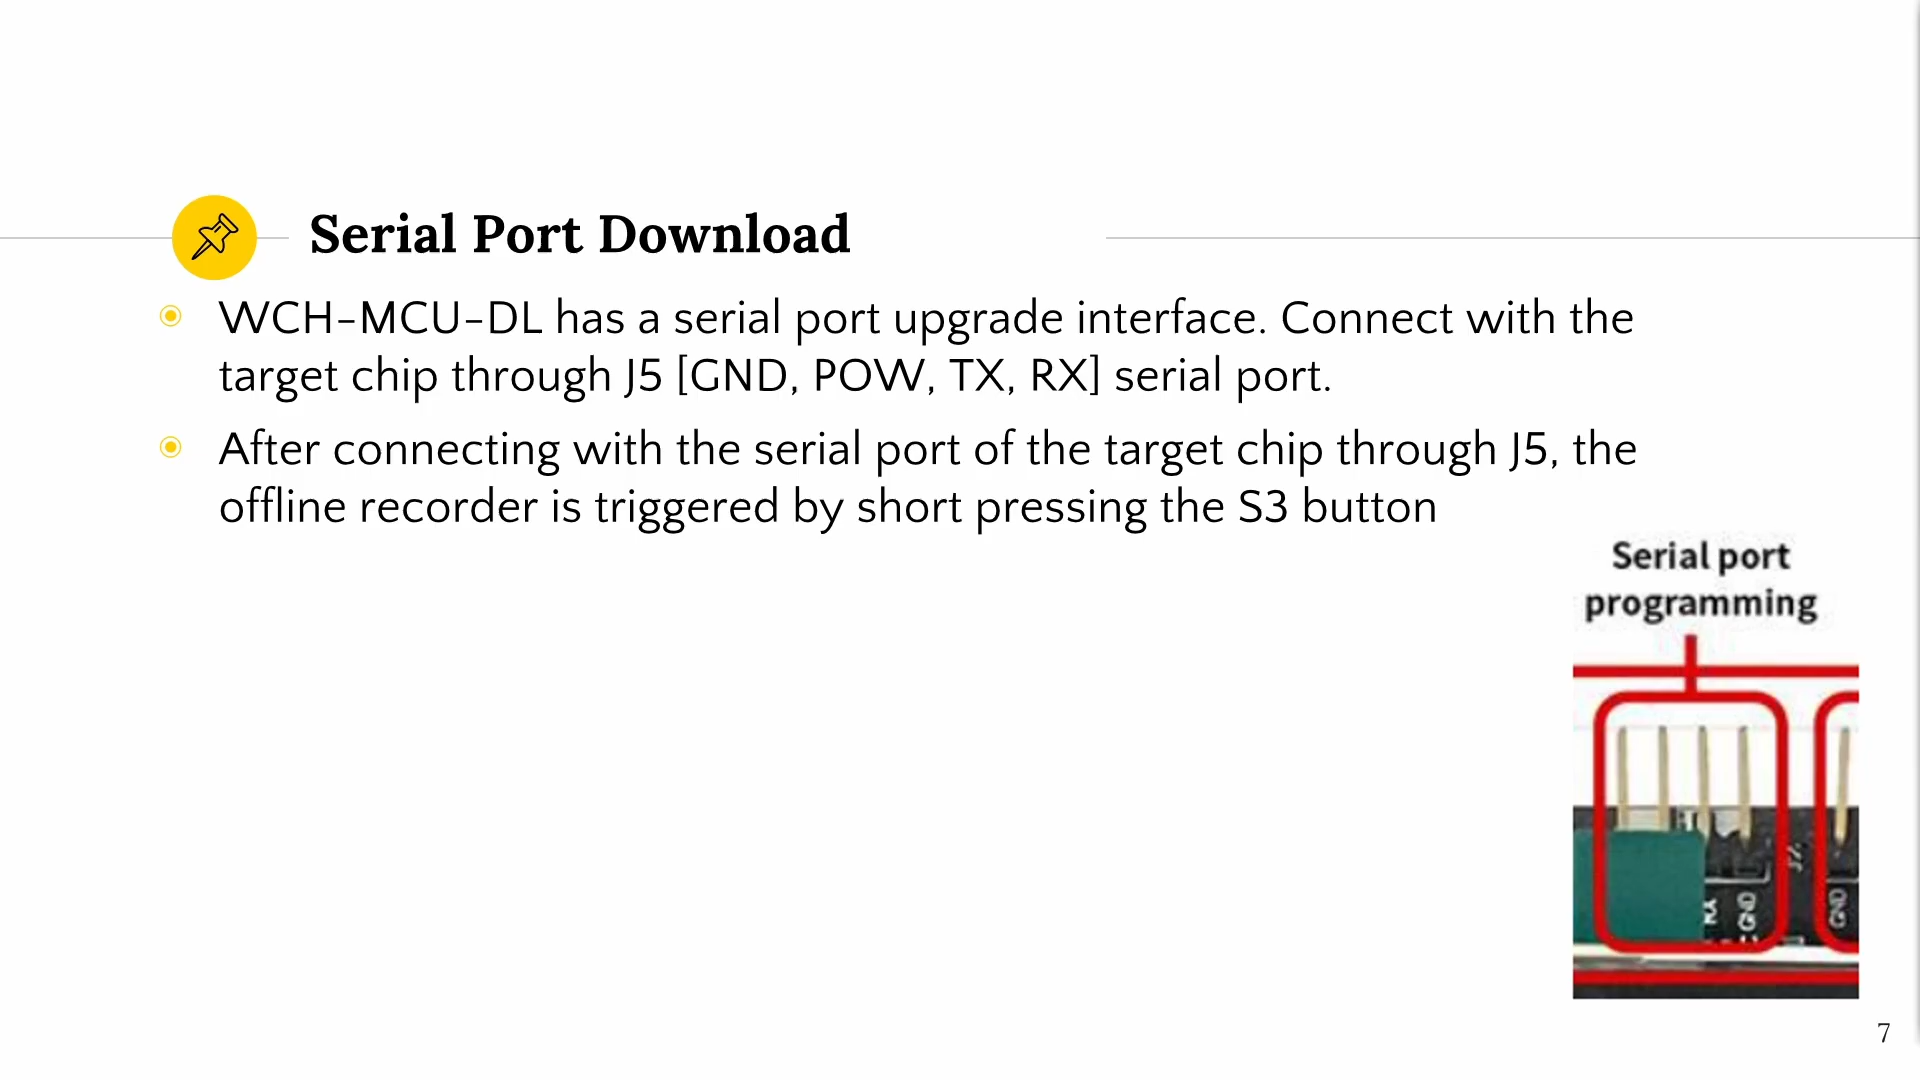 Serial Port Download
WCH-MCU-DL has a serial port upgrade interface. Connect with the
target chip through J5 [GND, POW, TX, RX] serial port.
After connecting with the serial port of the target chip through J5, the
offline recorder is triggered by short pressing the S3 button
Serial port
programming
RX
GND
GND
7